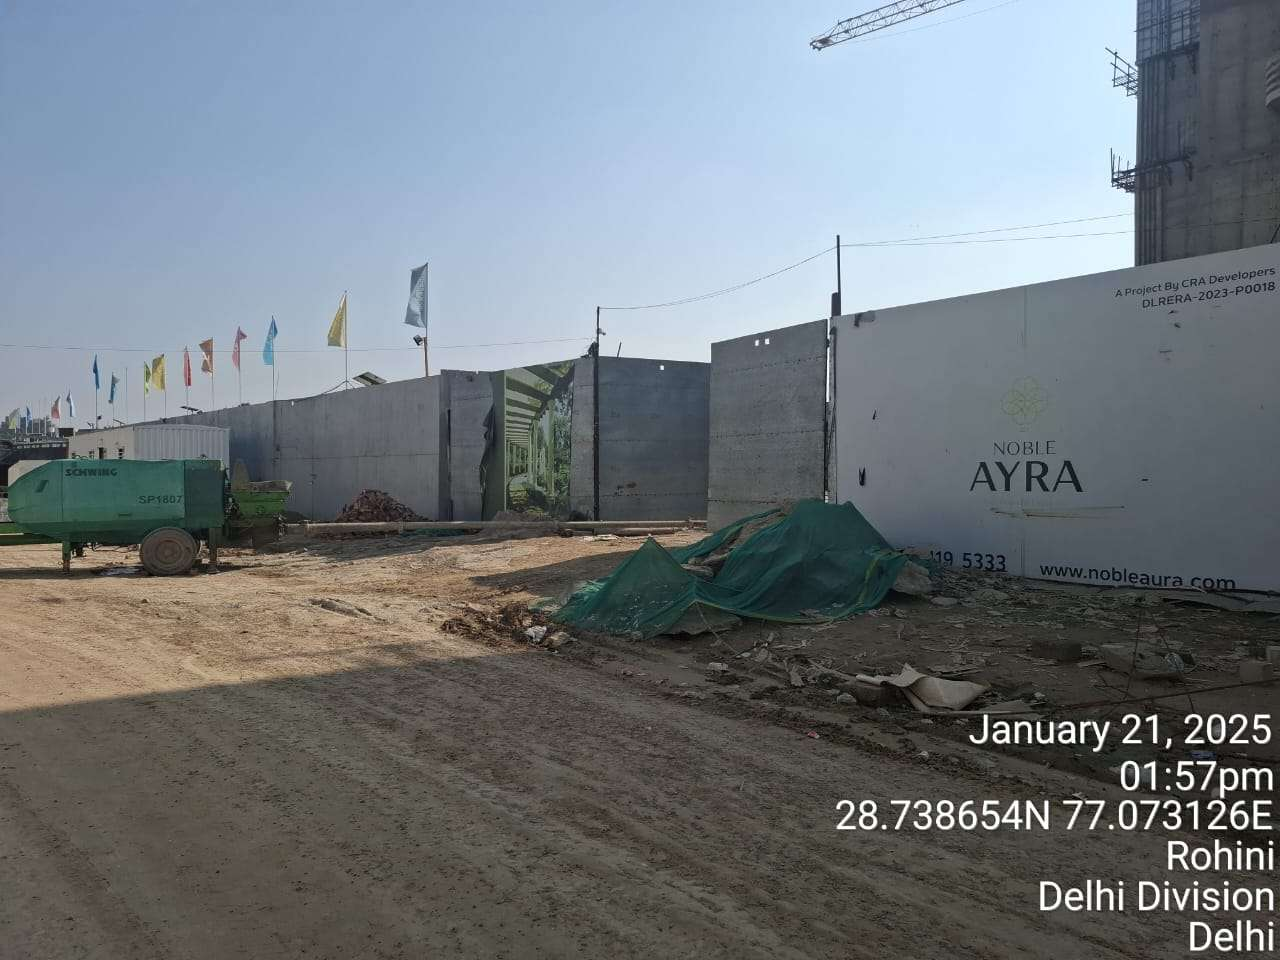 A Project By CRA Developers
DLRERA-2023-P0018
NOBLE
AYRA
SCHWING
SP1807
419 5333
www.nobleaura.com
January 21, 2025
01:57pm
28.738654N 77.073126E
Rohini
Delhi Division
Delhi